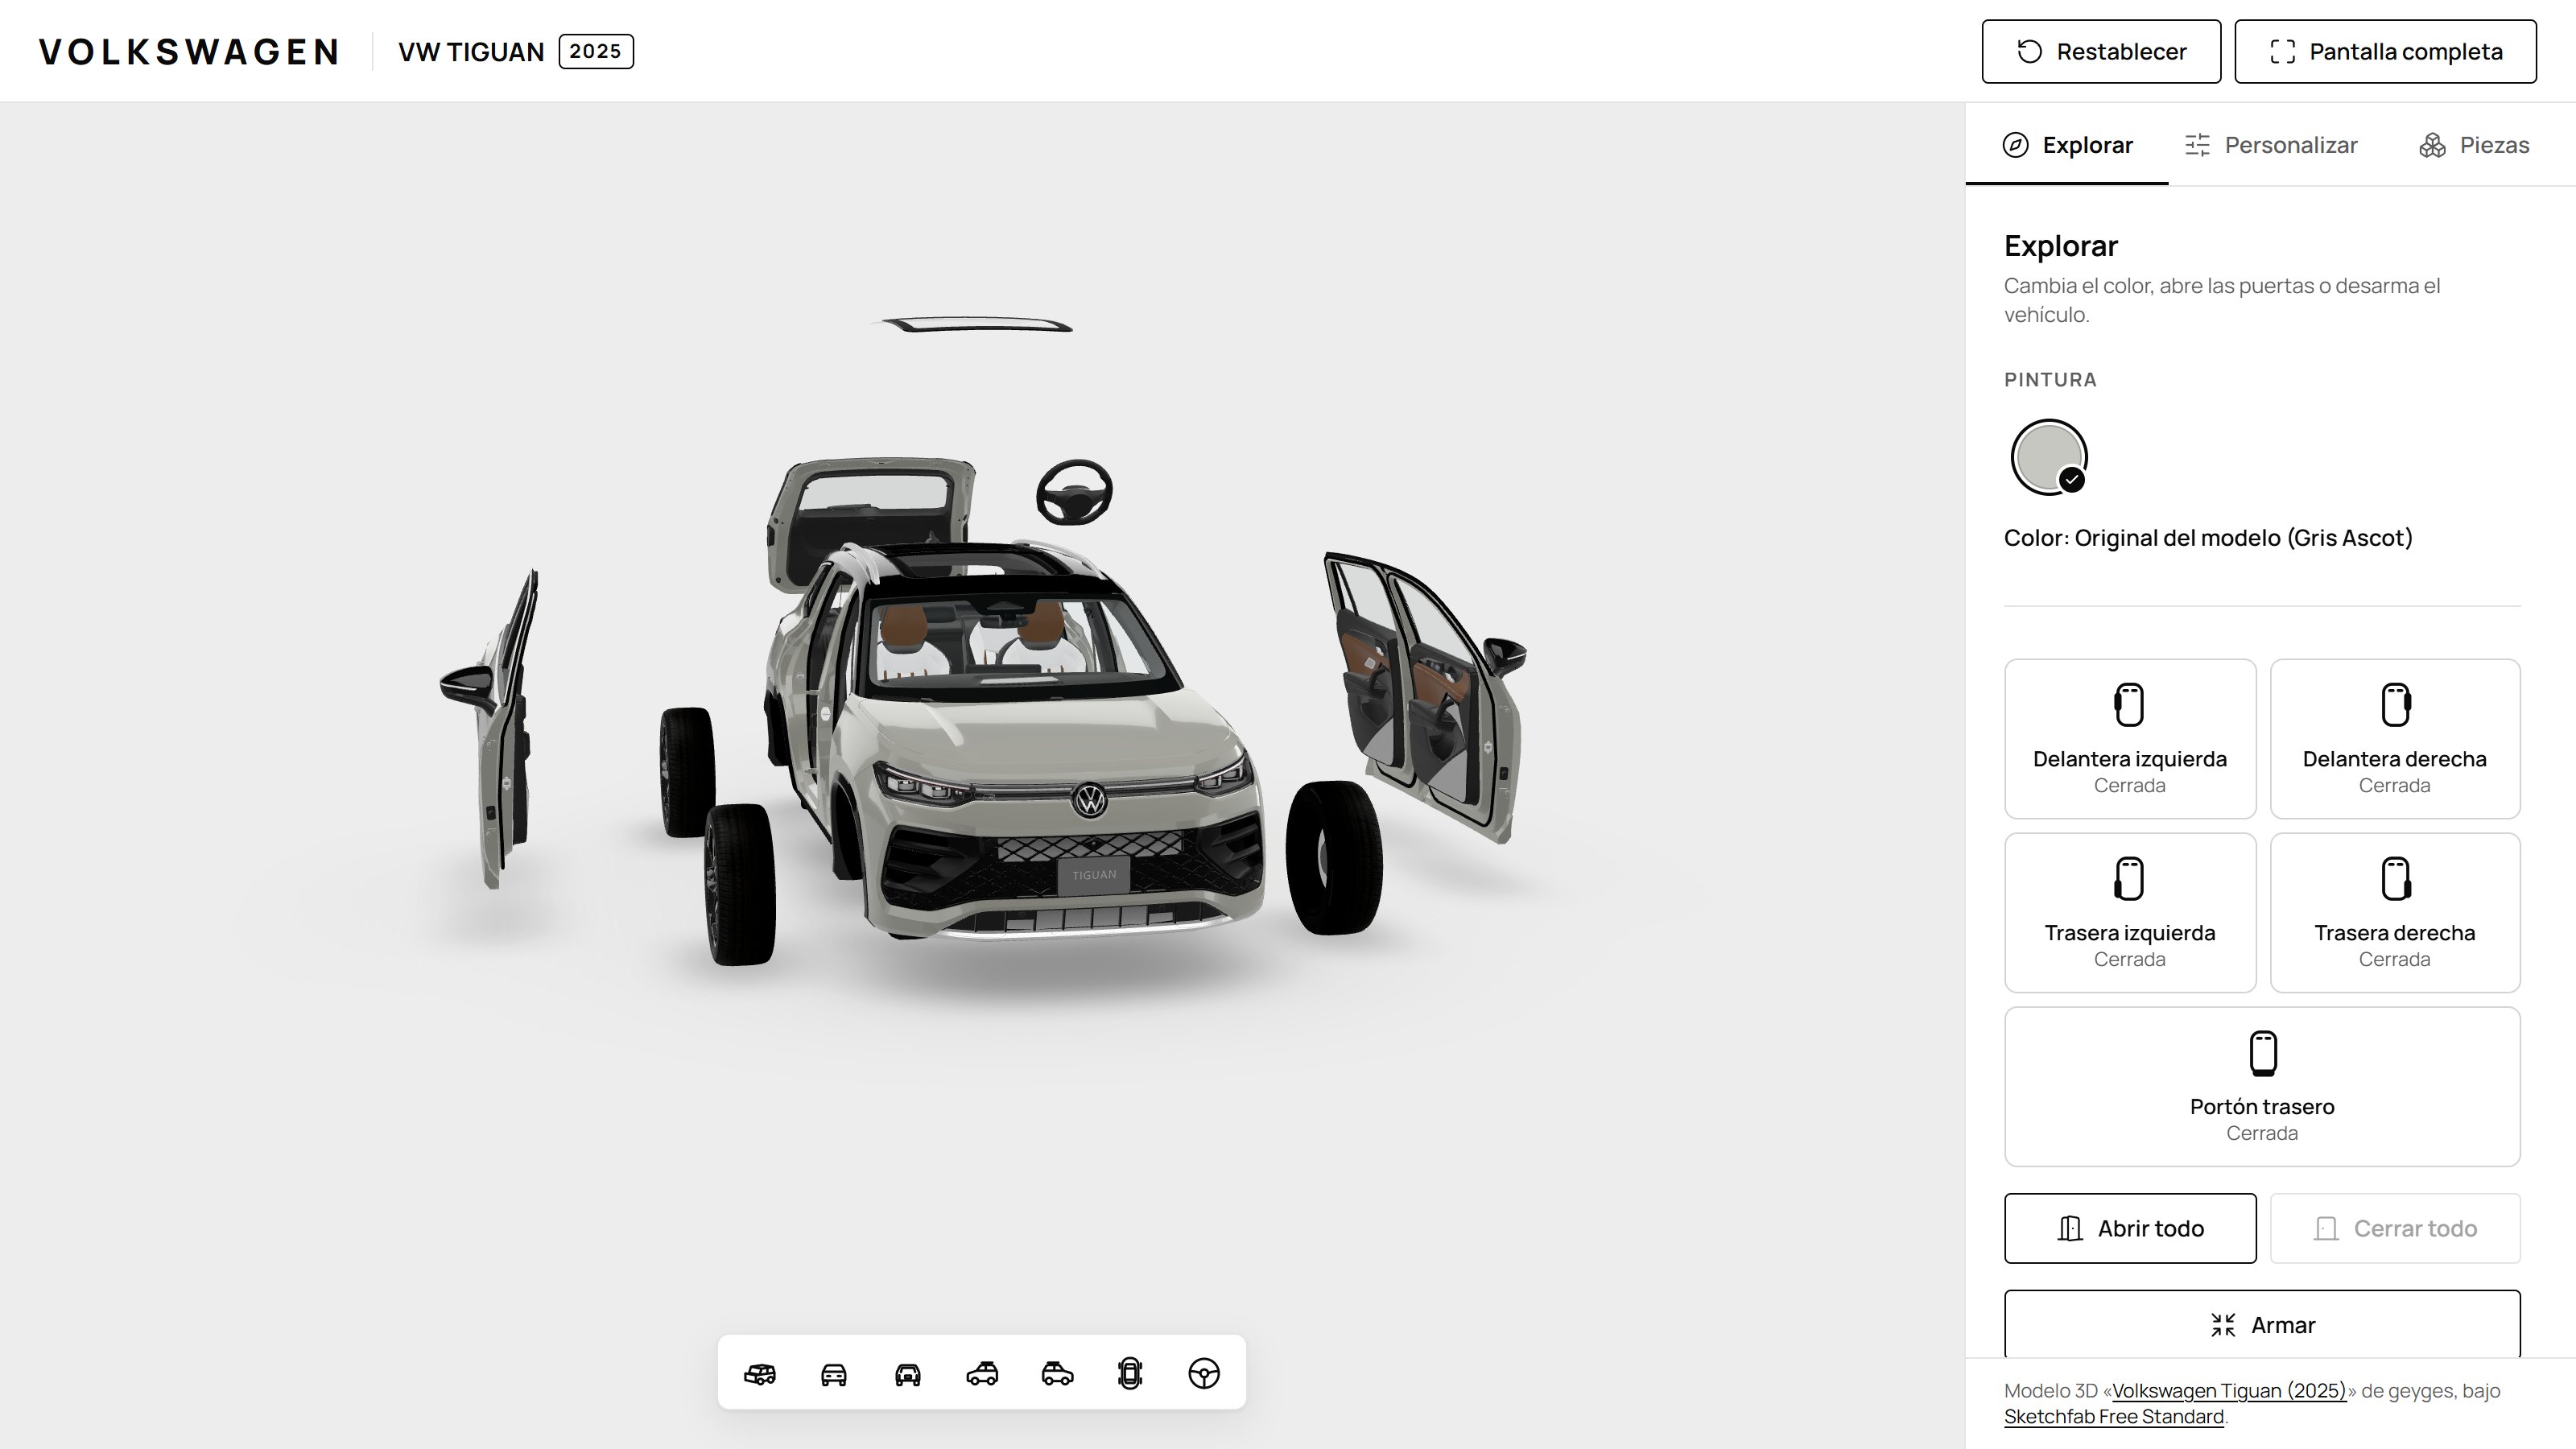 VOLKSWAGEN
VW TIGUAN
2025
Restablecer
Pantalla completa
Explorar
Personalizar
Piezas
Explorar
Cambia el color, abre las puertas o desarma el
vehículo.
PINTURA
Color: Original del modelo (Gris Ascot)
Delantera izquierda
Cerrada
Delantera derecha
Cerrada
Trasera izquierda
Cerrada
Trasera derecha
Cerrada
Portón trasero
Cerrada
Abrir todo
Cerrar todo
Armar
Modelo 3D «Volkswagen Tiguan (2025)» de geyges, bajo
Sketchfab Free Standard.
TIGUAN